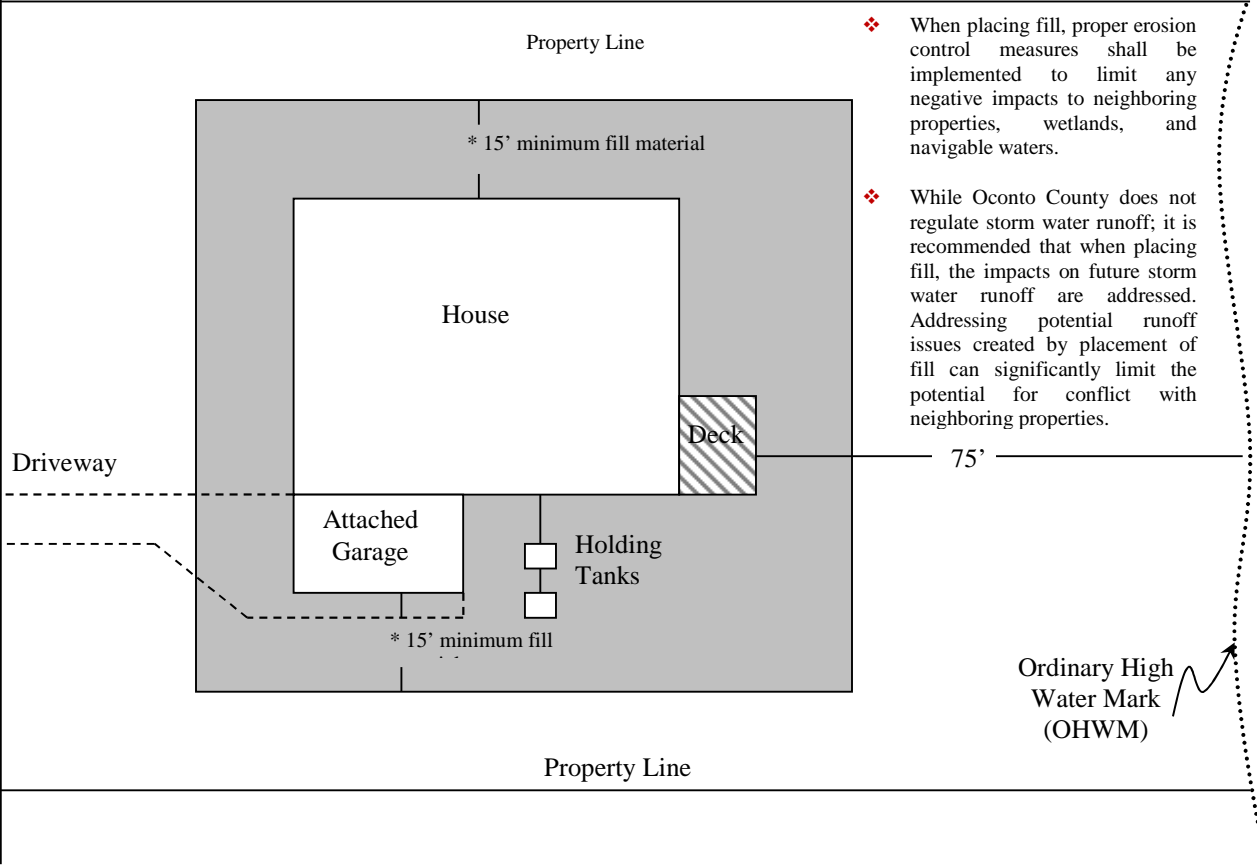 Property Line
❖ When placing fill, proper erosion
control measures shall be
implemented to limit any
negative impacts to neighboring
properties, wetlands, and
navigable waters.
* 15’ minimum fill material
❖ While Oconto County does not
regulate storm water runoff; it is
recommended that when placing
fill, the impacts on future storm
water runoff are addressed.
Addressing potential runoff
issues created by placement of
fill can significantly limit the
potential for conflict with
neighboring properties.
House
Deck
75’
Driveway
Attached
Garage
Holding
Tanks
* 15’ minimum fill
Ordinary High
Water Mark
(OHWM)
Property Line